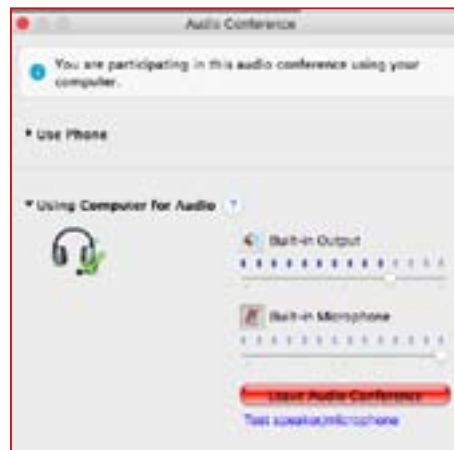 Audio Conference
You are participating in this audio conference using your
computer.
Use Phone
Using Computer for Audio ?
Built-in Output
Built-in Microphone
Leave Audio Conference
Test speaker/microphone